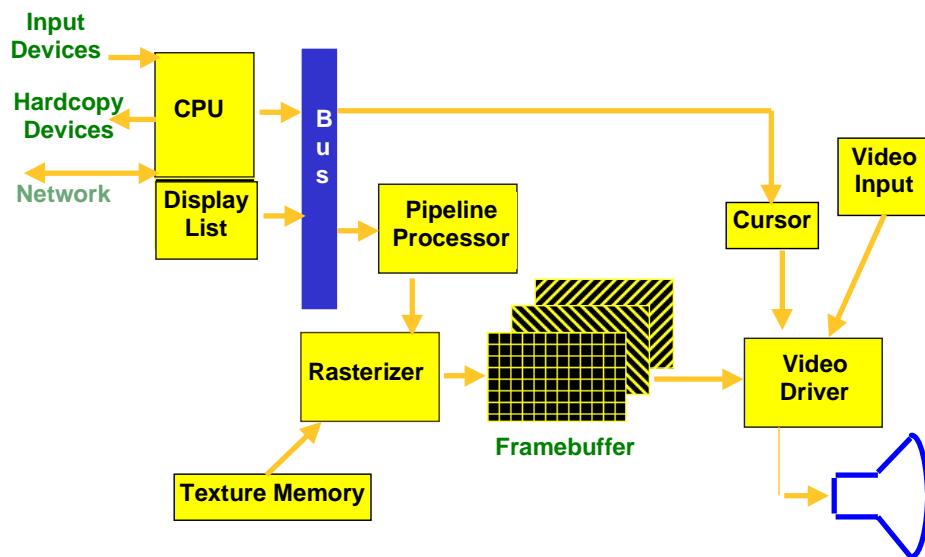 Input
Devices
Hardcopy
Devices
Network
CPU
Display
List
B
u
s
Pipeline
Processor
Cursor
Video
Input
Rasterizer
Framebuffer
Video
Driver
Texture Memory